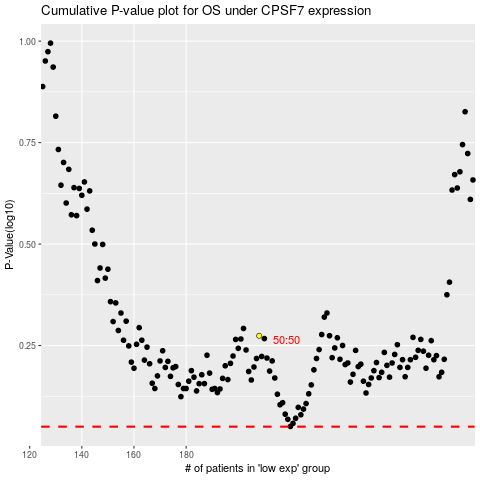 Cumulative P-value plot for OS under CPSF7 expression
1.00
0.75
0.50
0.25
P-Value(log10)
50:50
120 140 160 180
# of patients in 'low exp' group